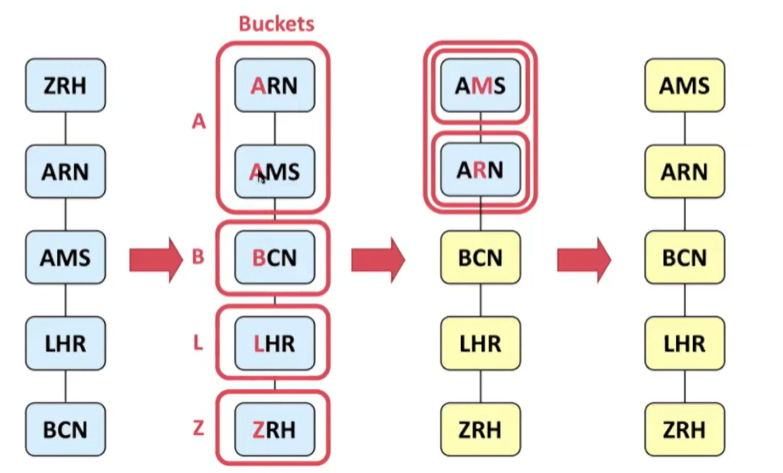 Buckets
ZRH
ARN
AMS
LHR
BCN
A
ARN
AMS
B
BCN
L
LHR
Z
ZRH
AMS
ARN
BCN
LHR
ZRH
AMS
ARN
BCN
LHR
ZRH